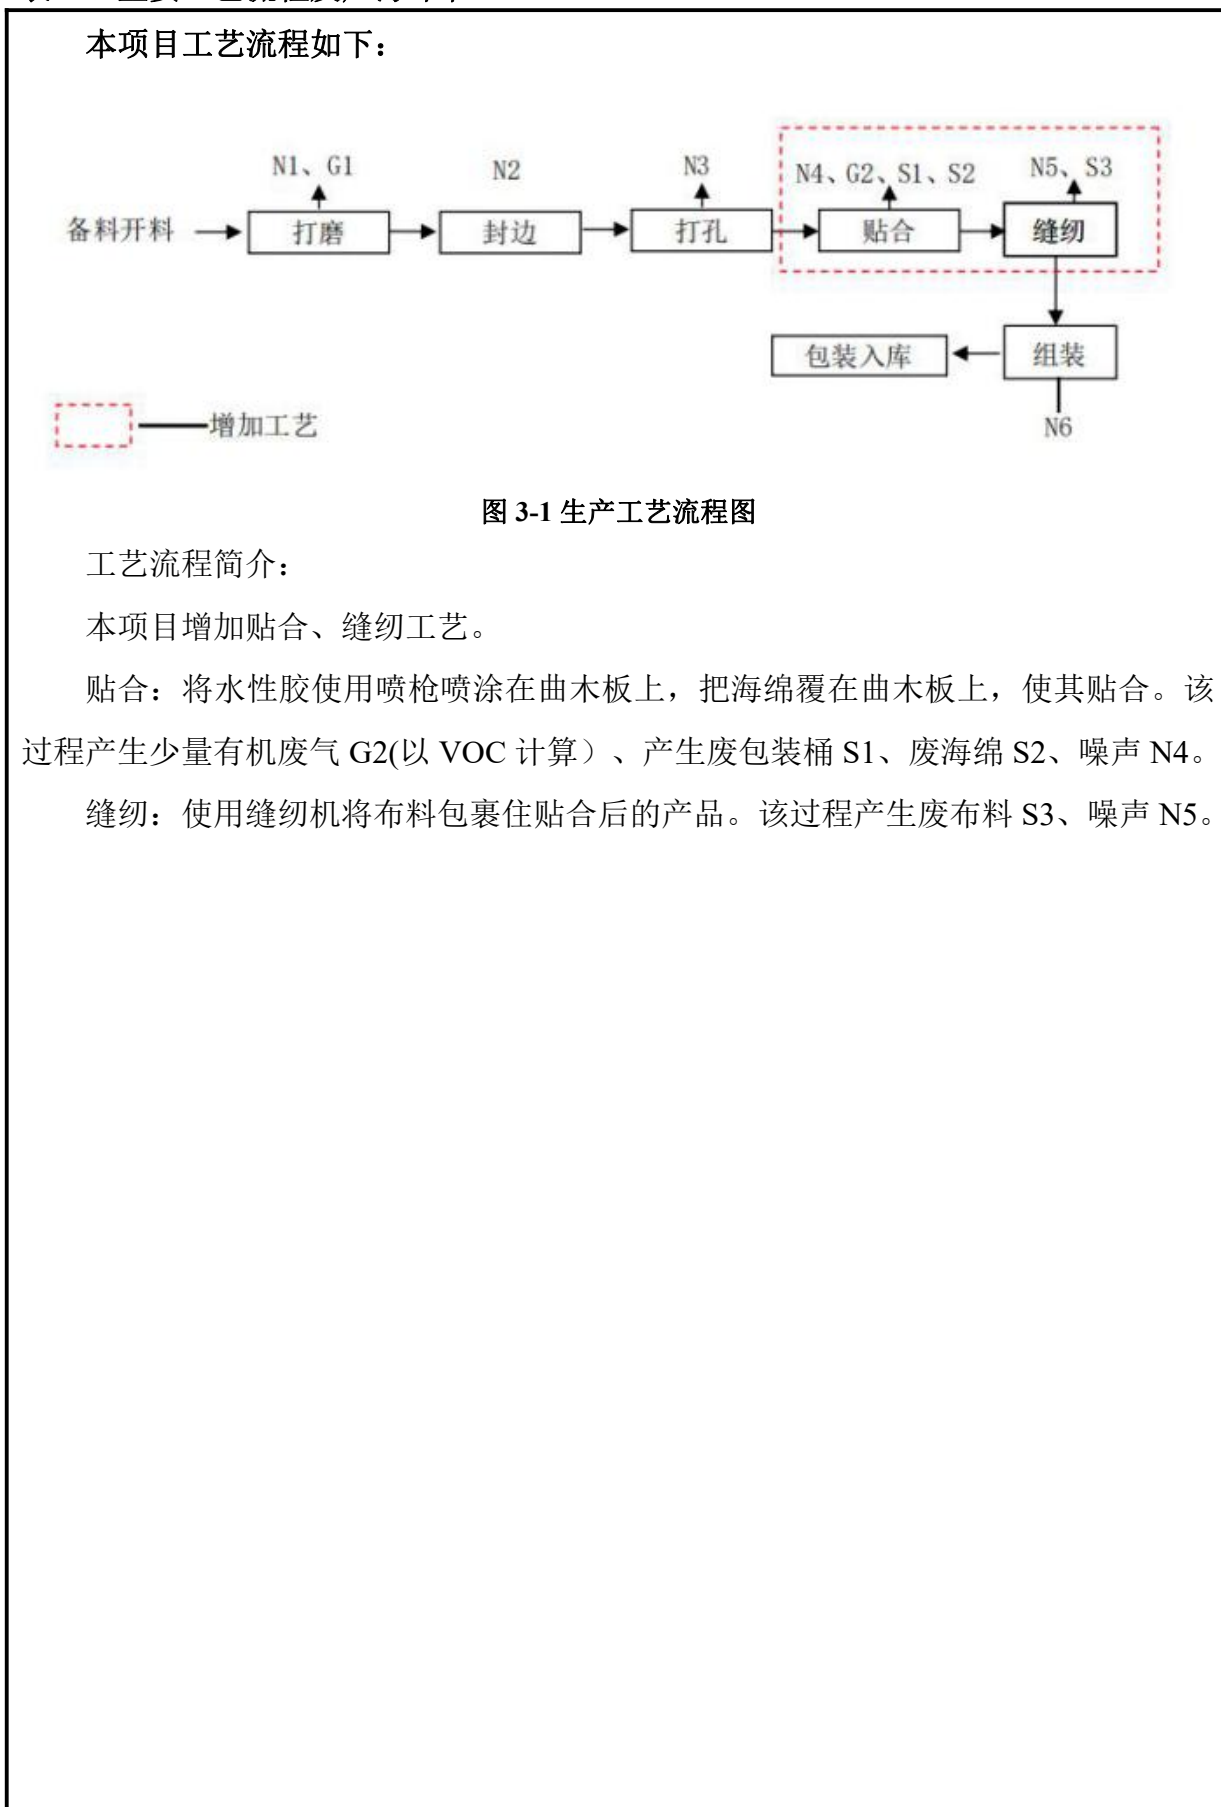 本项目工艺流程如下：
N1、G1
N2
N3
N4、G2、S1、S2
N5、S3
备料开料
打磨
封边
打孔
贴合
缝纫
包装入库
组装
增加工艺
N6
图 3-1 生产工艺流程图
工艺流程简介：
本项目增加贴合、缝纫工艺。
贴合：将水性胶使用喷枪喷涂在曲木板上，把海绵覆在曲木板上，使其贴合。该
过程产生少量有机废气 G2(以 VOC 计算）、产生废包装桶 S1、废海绵 S2、噪声 N4。
缝纫：使用缝纫机将布料包裹住贴合后的产品。该过程产生废布料 S3、噪声 N5。